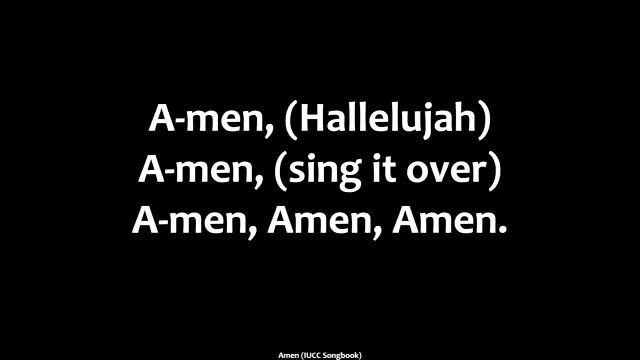 A-men, (Hallelujah)
A-men, (sing it over)
A-men, Amen, Amen.
Amen (IUCC Songbook)